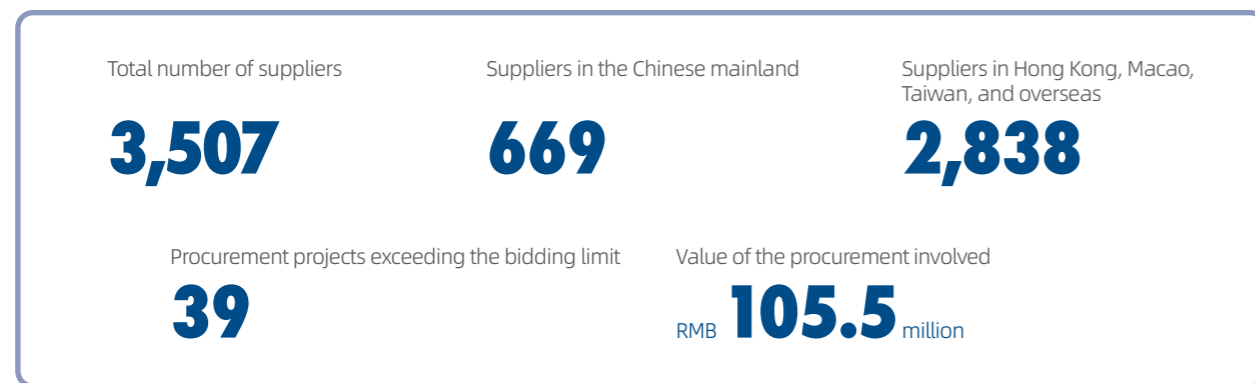 Total number of suppliers
3,507
Suppliers in the Chinese mainland
669
Suppliers in Hong Kong, Macao,
Taiwan, and overseas
2,838
Procurement projects exceeding the bidding limit
39
Value of the procurement involved
RMB 105.5 million